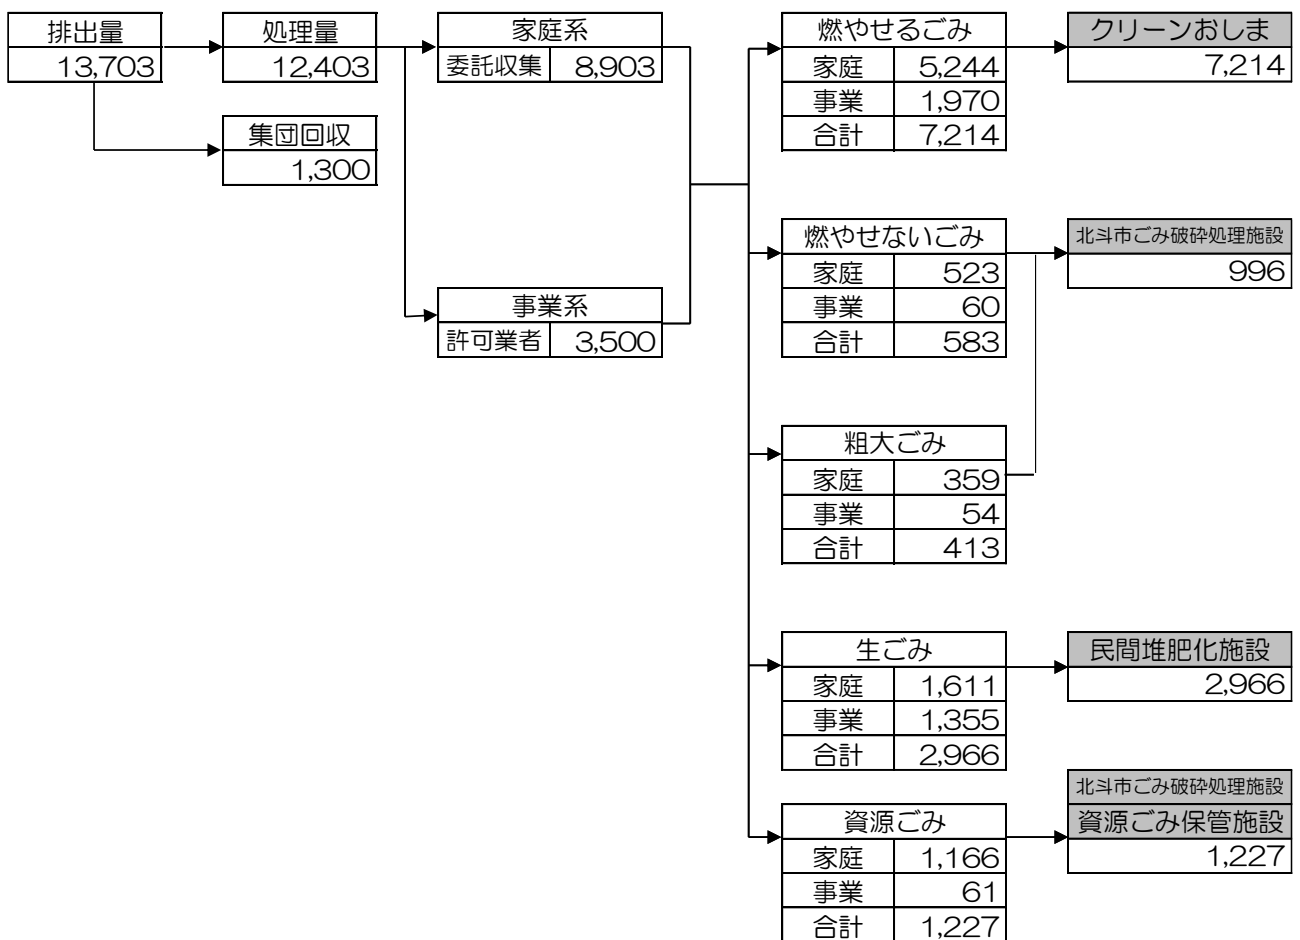 排出量
13,703
処理量
12,403
集団回収
1,300
家庭系
委託収集 8,903
事業系
許可業者 3,500
燃やせるごみ
家庭 5,244
事業 1,970
合計 7,214
クリーンおしま
7,214
燃やせないごみ
家庭 523
事業 60
合計 583
北斗市ごみ破砕処理施設
996
粗大ごみ
家庭 359
事業 54
合計 413
生ごみ
家庭 1,611
事業 1,355
合計 2,966
民間堆肥化施設
2,966
資源ごみ
家庭 1,166
事業 61
合計 1,227
北斗市ごみ破砕処理施設
資源ごみ保管施設
1,227